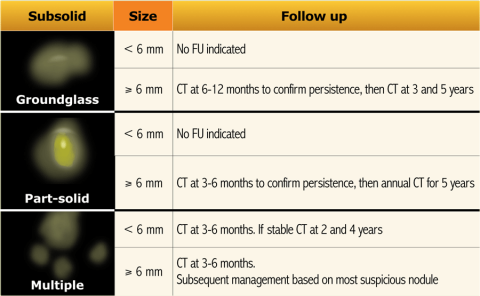 Subsolid Size Follow up
< 6 mm No FU indicated
≥ 6 mm CT at 6-12 months to confirm persistence, then CT at 3 and 5 years
Groundglass
< 6 mm No FU indicated
≥ 6 mm CT at 3-6 months to confirm persistence, then annual CT for 5 years
Part-solid
< 6 mm CT at 3-6 months. If stable CT at 2 and 4 years
≥ 6 mm CT at 3-6 months.
Subsequent management based on most suspicious nodule
Multiple